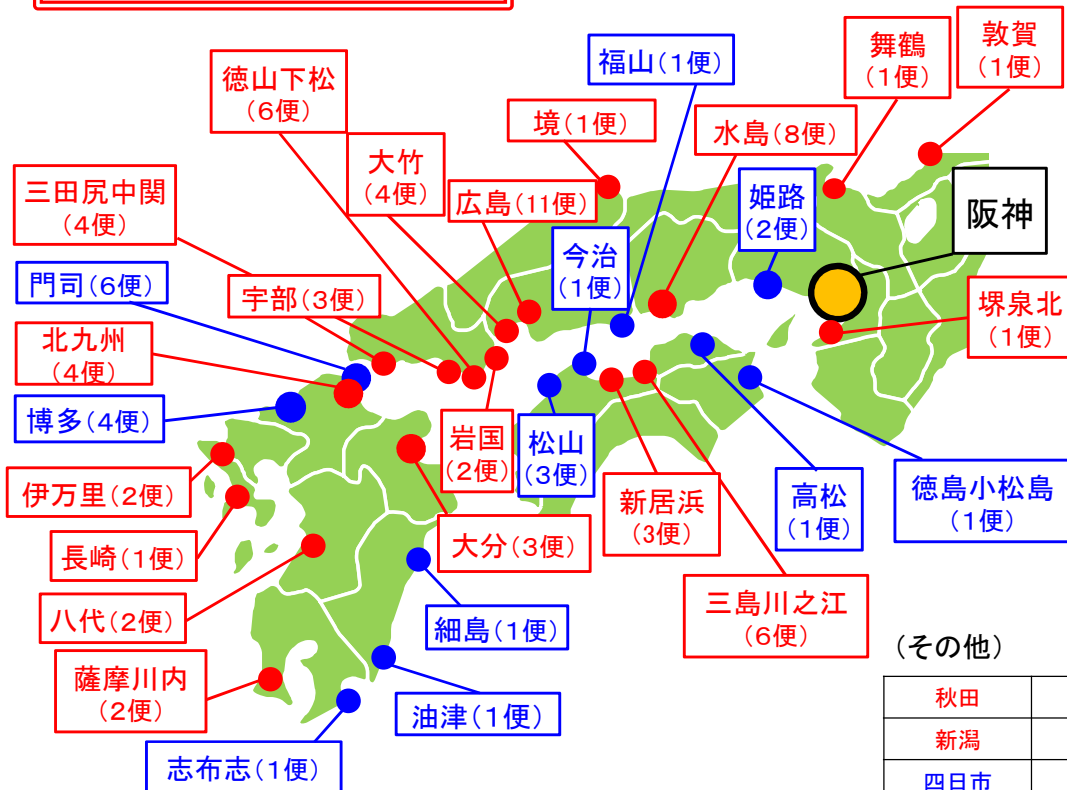 敦賀
(1便)
舞鶴
(1便)
福山(1便)
徳山下松
(6便)
境(1便)
水島(8便)
大竹
(4便)
三田尻中関
(4便)
広島(11便)
姫路
(2便)
阪神
今治
(1便)
門司(6便)
宇部(3便)
堺泉北
(1便)
北九州
(4便)
博多(4便)
岩国
(2便)
松山
(3便)
伊万里(2便)
新居浜
(3便)
高松
(1便)
徳島小松島
(1便)
長崎(1便)
大分(3便)
八代(2便)
細島(1便)
三島川之江
(6便)
薩摩川内
(2便)
油津(1便)
志布志(1便)
(その他)
秋田
新潟
四日市